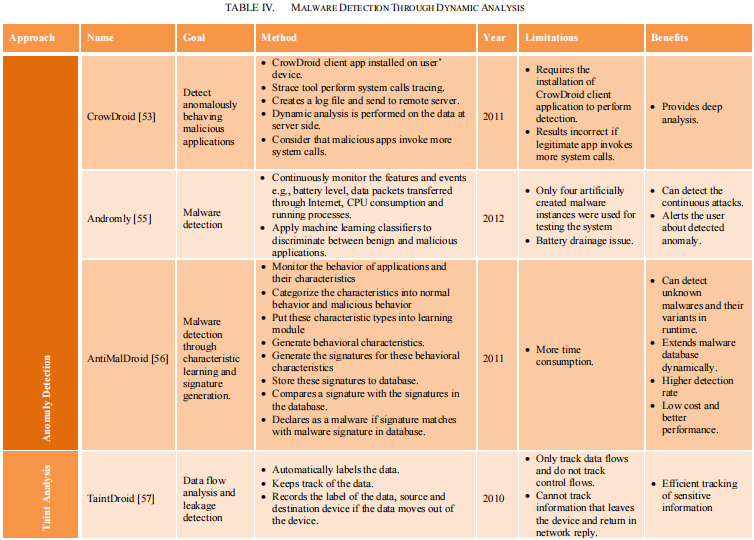 TABLE IV. MALWARE DETECTION THROUGH DYNAMIC ANALYSIS
Approach Name Goal Method Year Limitations Benefits
Anomaly Detection
CrowDroid [53]
Detect
anomalously
behaving
malicious
applications
• CrowDroid client app installed on user'
device.
• Strace tool perform system calls tracing.
• Creates a log file and send to remote server.
• Dynamic analysis is performed on the data at
server side.
• Consider that malicious apps invoke more
system calls.
2011
• Requires the
installation of
CrowDroid client
application to perform
detection.
• Results incorrect if
legitimate app invokes
more system calls.
• Provides deep
analysis.
Andromly [55]
Malware
detection
• Continuously monitor the features and events
e.g., battery level, data packets transferred
through Internet, CPU consumption and
running processes.
• Apply machine learning classifiers to
discriminate between benign and malicious
applications.
2012
• Only four artificially
created malware
instances were used for
testing the system
• Battery drainage issue.
• Can detect the
continuous attacks.
• Alerts the user
about detected
anomaly.
AntiMalDroid [56]
Malware
detection
through
characteristic
learning and
signature
generation.
• Monitor the behavior of applications and
their characteristics
• Categorize the characteristics into normal
behavior and malicious behavior
• Put these characteristic types into learning
module
• Generate behavioral characteristics.
• Generate the signatures for these behavioral
characteristics
• Store these signatures to database.
• Compares a signature with the signatures in
the database.
• Declares as a malware if signature matches
with malware signature in database.
2011
• More time
consumption.
• Can detect
unknown
malwares and their
variants in
runtime.
• Extends malware
database
dynamically.
• Higher detection
rate
• Low cost and
better
performance.
Taint Analysis
TaintDroid [57]
Data flow
analysis and
leakage
detection
• Automatically labels the data.
• Keeps track of the data.
• Records the label of the data, source and
destination device if the data moves out of
the device.
2010
• Only track data flows
and do not track
control flows.
• Cannot track
information that leaves
the device and return in
network reply.
• Efficient tracking
of sensitive
information